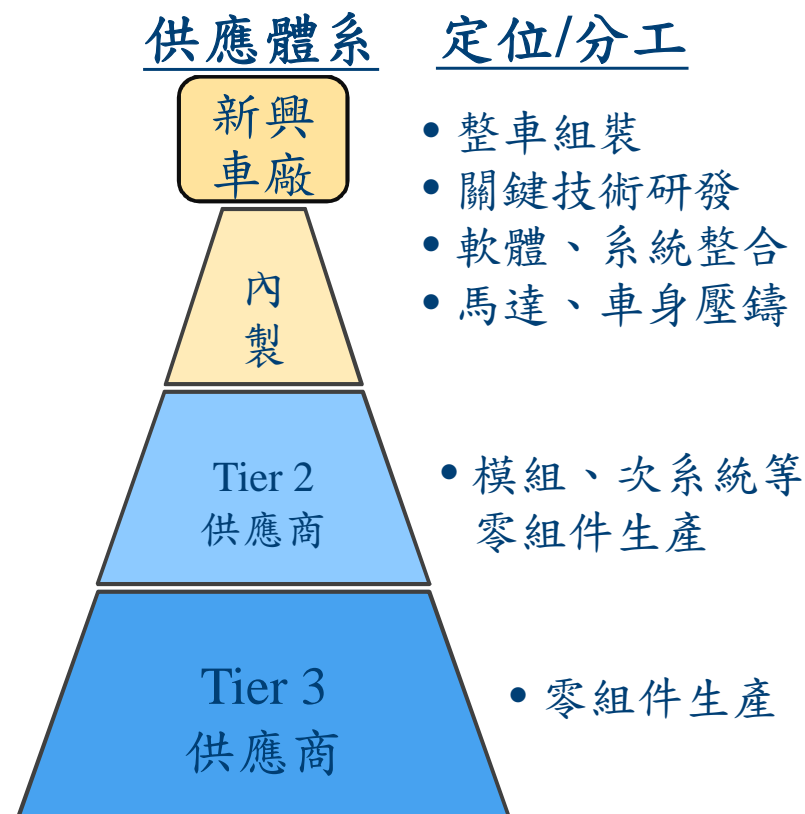 供應體系 定位/分工
新興
車廠
• 整車組裝
• 關鍵技術研發
• 軟體、系統整合
• 馬達、車身壓鑄
內
製
Tier 2
供應商
• 模組、次系統等
零組件生產
Tier 3
供應商
• 零組件生產